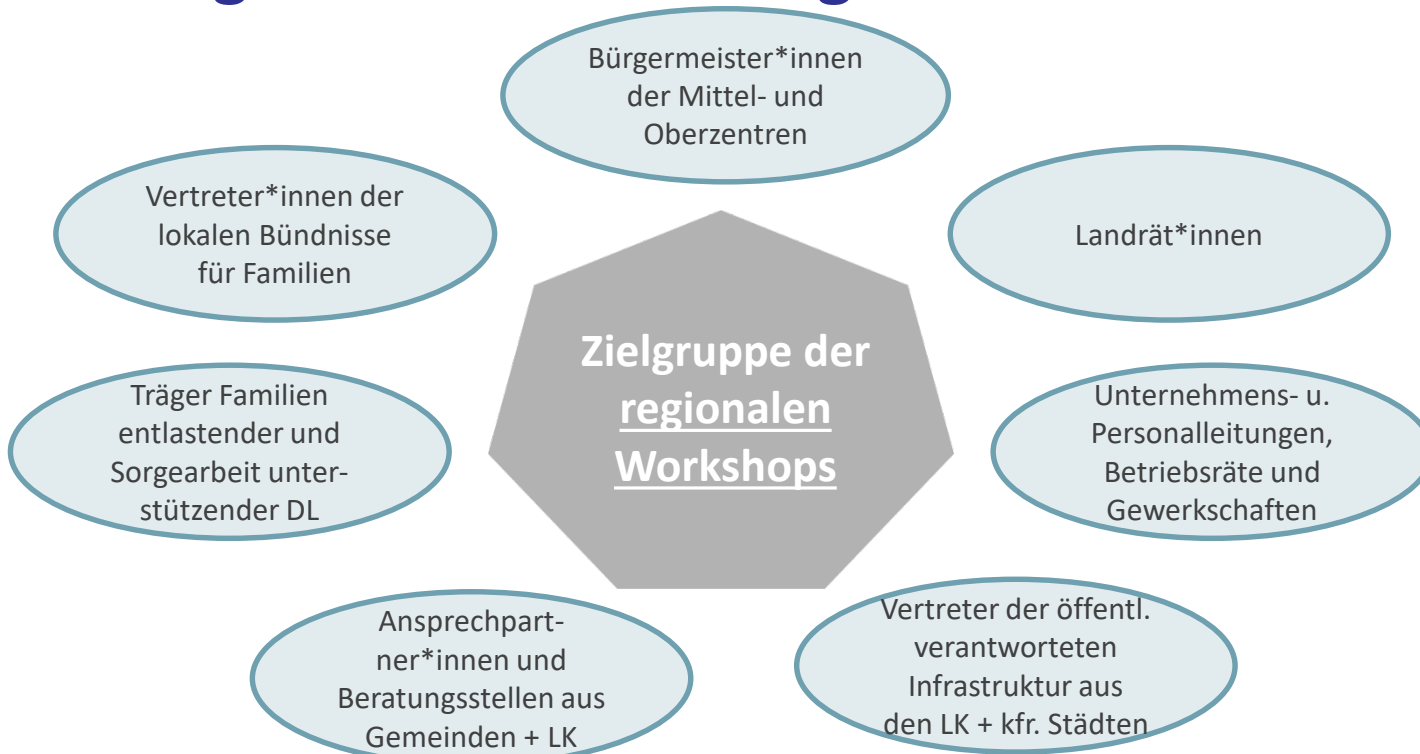 Bürgermeister*innen
der Mittel- und
Oberzentren
Vertreter*innen der
lokalen Bündnisse
für Familien
Landrät*innen
Zielgruppe der
regionalen
Workshops
Träger Familien
entlastender und
Sorgearbeit unter-
stützender DL
Unternehmens- u.
Personalleitungen,
Betriebsräte und
Gewerkschaften
Ansprechpart-
ner*innen und
Beratungsstellen aus
Gemeinden + LK
Vertreter der öffentl.
verantworteten
Infrastruktur aus
den LK + kfr. Städten